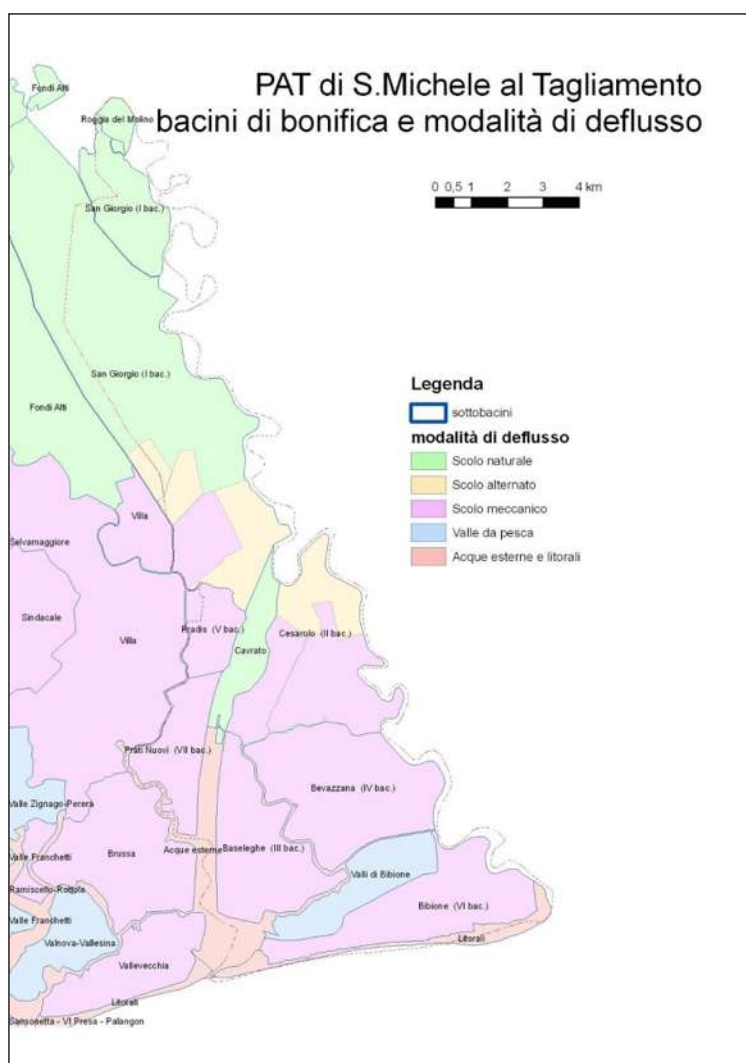 PAT di S.Michele al Tagliamento
bacini di bonifica e modalità di deflusso
0 0,5 1 2 3 4 km
Fondi Alti
Roggia del Molino
San Giorgio (I bac.)
San Giorgio (I bac.)
Fondi Alti
Legenda
sottobacini
modalità di deflusso
Scolo naturale
Scolo alternato
Scolo meccanico
Valle da pesca
Acque esterne e litorali
Villa
Selvamaggiore
Sindacale
Villa
Pradis (V bac.)
Cesarolo (II bac.)
Cavrato
Prati Nuovi (VII bac.)
Bevazzana (IV bac.)
Valle Zignago-Perera
Valle Franchetti
Brussa
Acque esterne
Baseleghe (III bac.)
Valli di Bibione
Ramiscello-Rottole
Bibione (VI bac.)
Valle Franchetti
Valnova-Vallesina
Litorali
Vallevecchia
Litorali
Sansonetta - VI Presa - Palangon